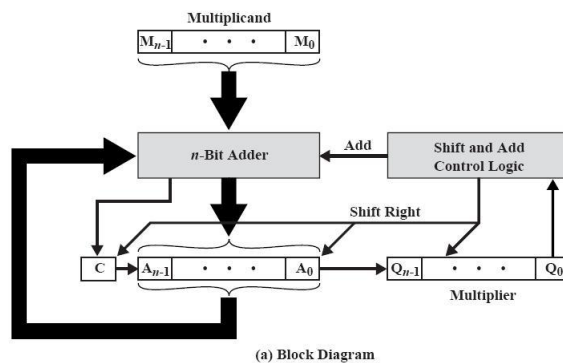 Multiplicand
Mn-1 • • • M0
n-Bit Adder
Add
Shift and Add
Control Logic
Shift Right
C
An-1 • • • A0
Qn-1 • • • Q0
Multiplier
(a) Block Diagram